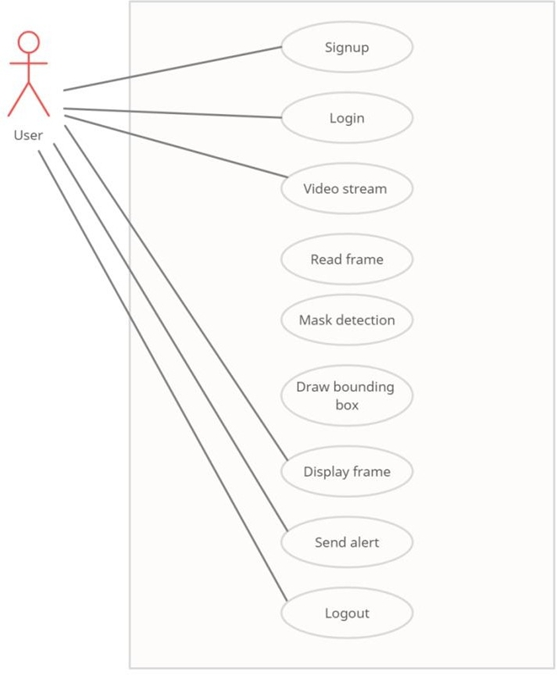 Signup
Login
User
Video stream
Read frame
Mask detection
Draw bounding
box
Display frame
Send alert
Logout